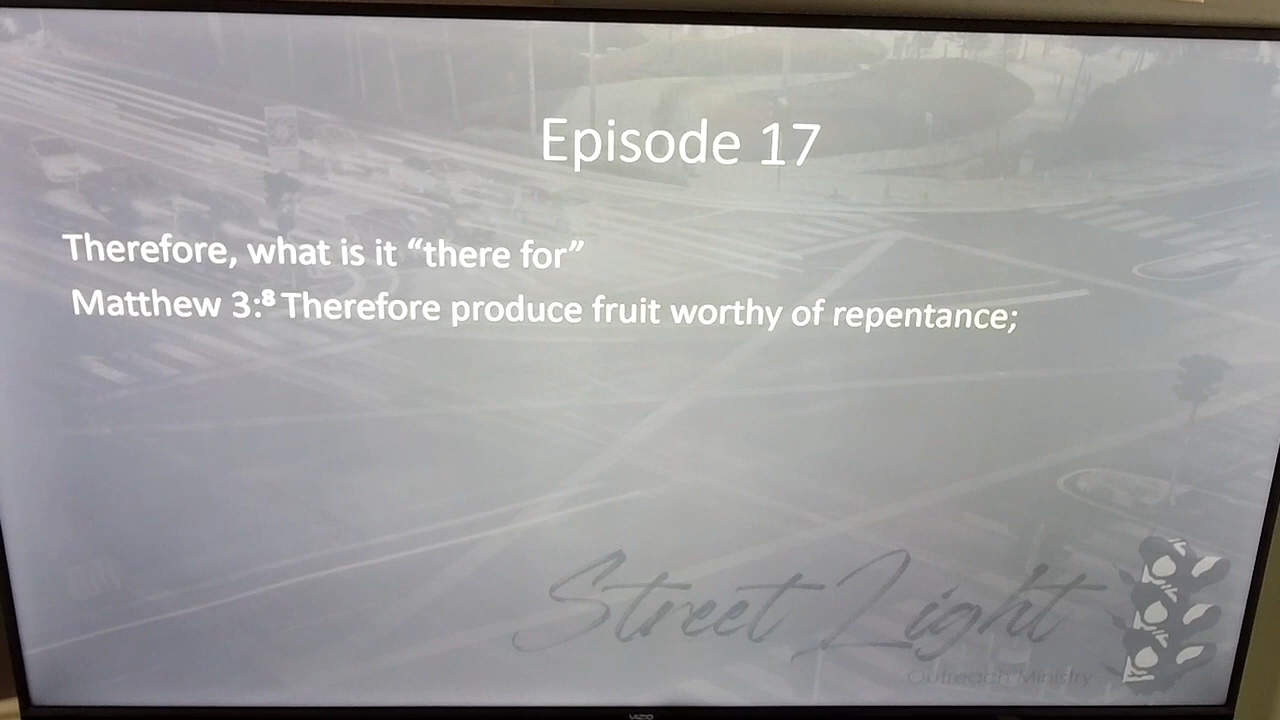 Episode 17
Therefore, what is it “there for”
Matthew 3:⁸ Therefore produce fruit worthy of repentance;
Street Light
Outreach Ministry
VIZIO